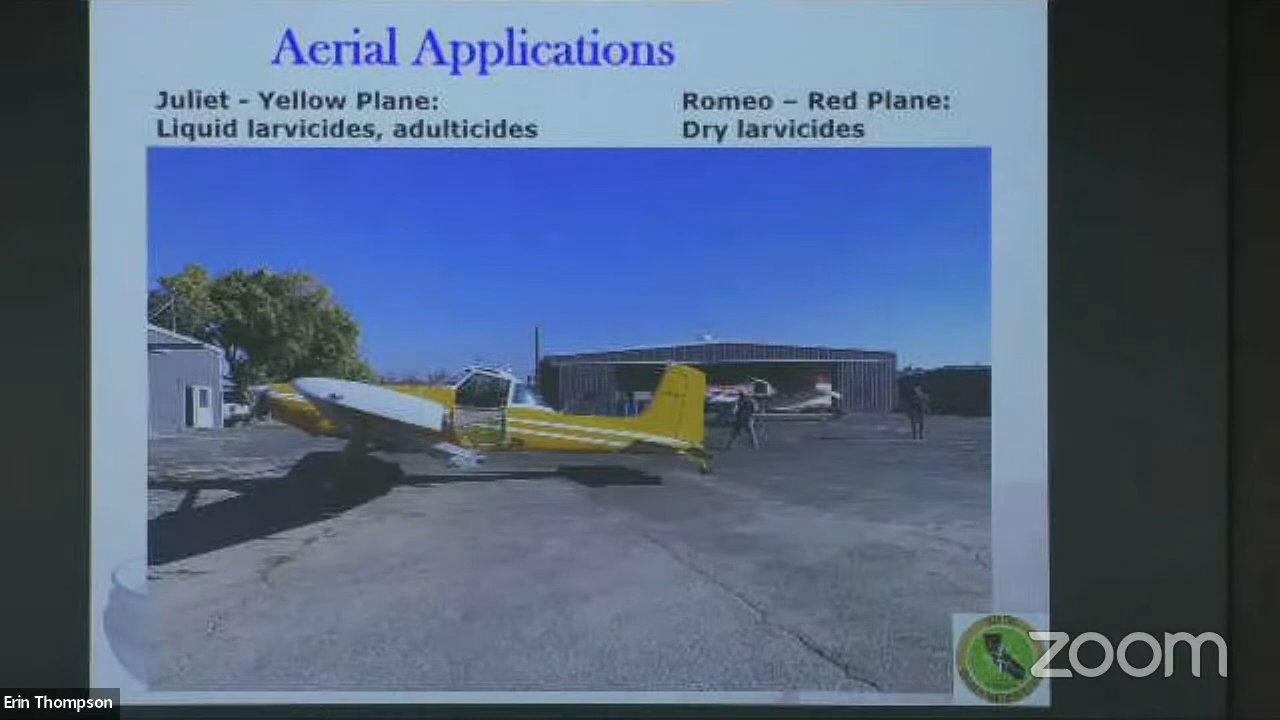 Aerial Applications
Juliet - Yellow Plane:
Liquid larvicides, adulticides
Romeo – Red Plane:
Dry larvicides
zoom
Erin Thompson